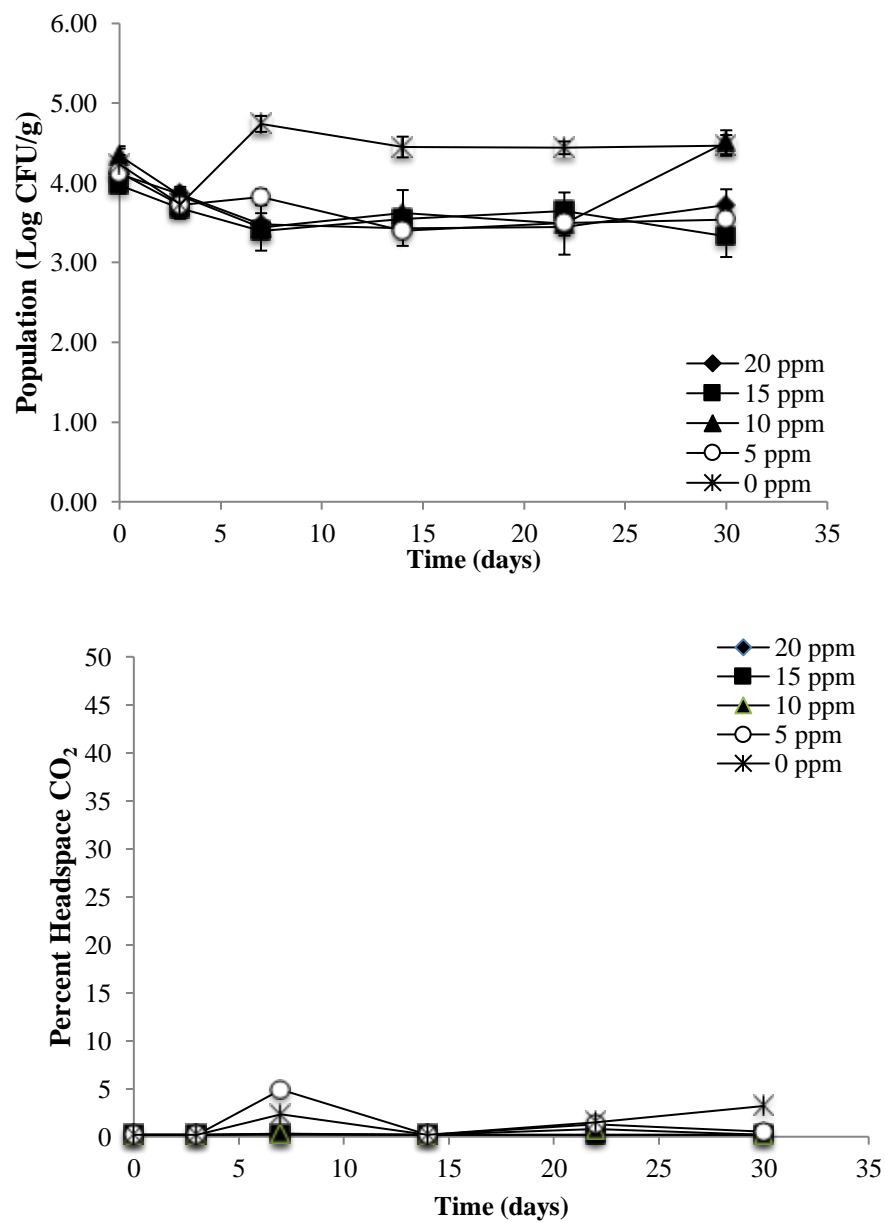 6.00
5.00
4.00
3.00
2.00
1.00
0.00
Population (Log CFU/g)
20 ppm
15 ppm
10 ppm
5 ppm
0 ppm
0 5 10 15 20 25 30 35
Time (days)
50
45
40
35
30
25
20
15
10
5
0
Percent Headspace CO₂
20 ppm
15 ppm
10 ppm
5 ppm
0 ppm
0 5 10 15 20 25 30 35
Time (days)